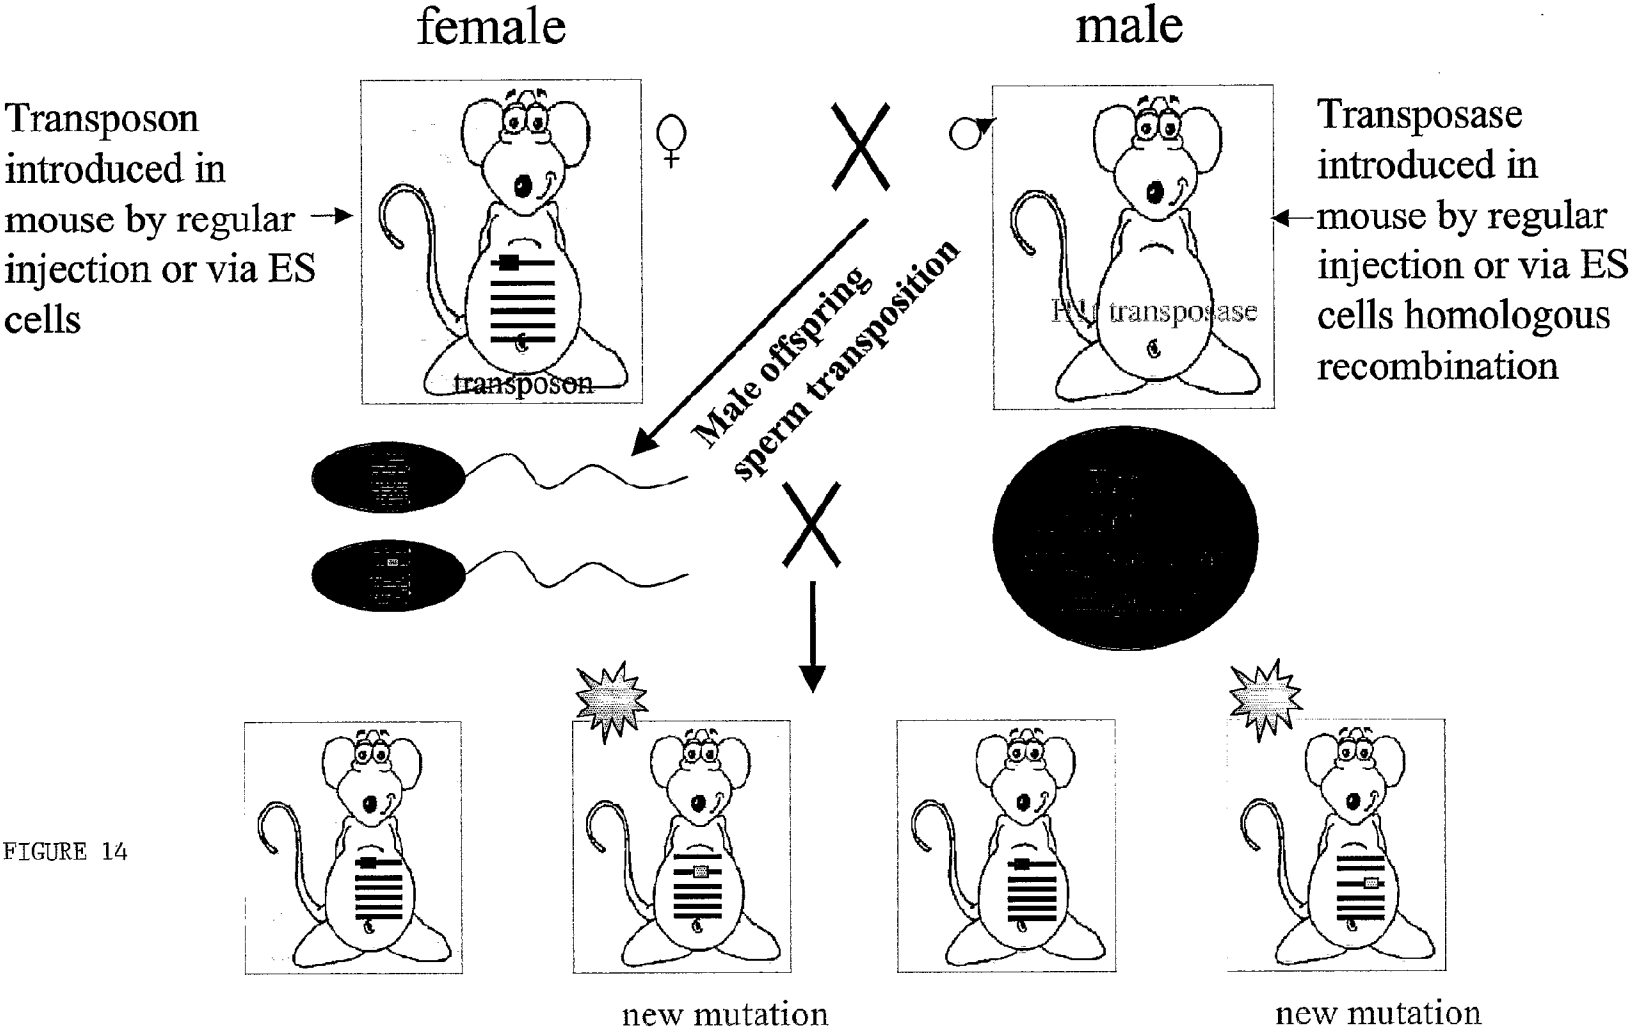 female
male
Transposon
introduced in
mouse by regular
injection or via ES
cells
transposon
transposase
Transposase
introduced in
mouse by regular
injection or via ES
cells homologous
recombination
Male offspring
sperm transposition
FIGURE 14
new mutation
new mutation